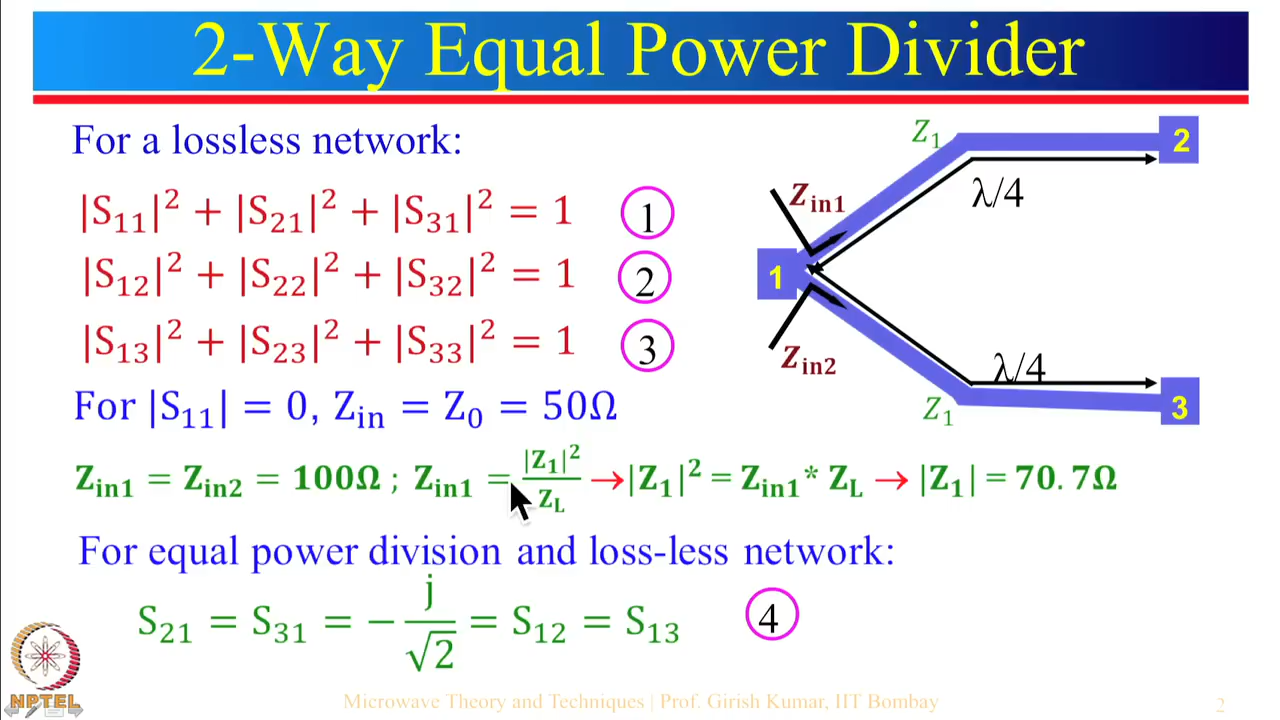 2-Way Equal Power Divider
For a lossless network:
|S₁₁|² + |S₂₁|² + |S₃₁|² = 1 1
|S₁₂|² + |S₂₂|² + |S₃₂|² = 1 2
|S₁₃|² + |S₂₃|² + |S₃₃|² = 1 3
For |S₁₁| = 0, Zᵢₙ = Z₀ = 50Ω
Z₁
2
λ/4
Zᵢₙ₁
1
Zᵢₙ₂
λ/4
Z₁
3
Zᵢₙ₁ = Zᵢₙ₂ = 100Ω ; Zᵢₙ₁ = |Z₁|²/Z_L → |Z₁|² = Zᵢₙ₁* Z_L → |Z₁| = 70.7Ω
For equal power division and loss-less network:
S₂₁ = S₃₁ = −j/√2 = S₁₂ = S₁₃ 4
NPTEL
Microwave Theory and Techniques | Prof. Girish Kumar, IIT Bombay
2